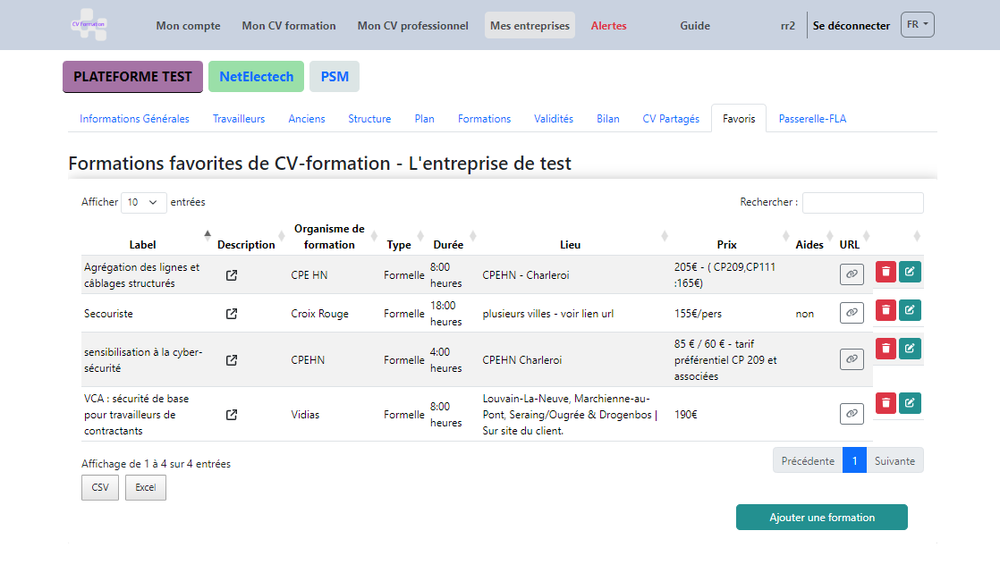 CV Formation
Mon compte Mon CV formation Mon CV professionnel Mes entreprises Alertes Guide rr2 Se déconnecter FR
PLATEFORME TEST NetElectech PSM
Informations Générales Travailleurs Anciens Structure Plan Formations Validités Bilan CV Partagés Favoris Passerelle-FLA
Formations favorites de CV-formation - L'entreprise de test
Afficher 10 entrées Rechercher :
Label Description Organisme de formation Type Durée Lieu Prix Aides URL
Agrégation des lignes et
câblages structurés
CPE HN
Formelle
8:00
heures
CPEHN - Charleroi
205€ - ( CP209,CP111
:165€)
Secouriste
Croix Rouge
Formelle
18:00
heures
plusieurs villes - voir lien url
155€/pers
non
sensibilisation à la cyber-
sécurité
CPEHN
Formelle
4:00
heures
CPEHN Charleroi
85 € / 60 € - tarif
préférentiel CP 209 et
associées
VCA : sécurité de base
pour travailleurs de
contractants
Vidias
Formelle
8:00
heures
Louvain-La-Neuve, Marchienne-au-
Pont, Seraing/Ougrée & Drogenbos |
Sur site du client.
190€
Affichage de 1 à 4 sur 4 entrées
Précédente 1 Suivante
CSV Excel
Ajouter une formation